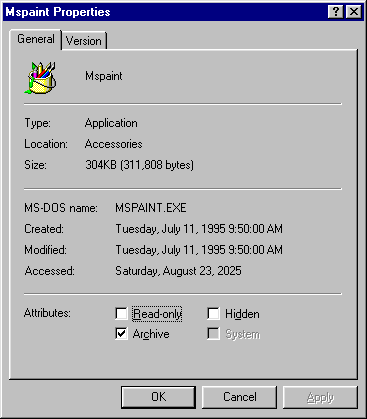 Mspaint Properties
General Version
Mspaint
Type: Application
Location: Accessories
Size: 304KB (311,808 bytes)
MS-DOS name: MSPAINT.EXE
Created: Tuesday, July 11, 1995 9:50:00 AM
Modified: Tuesday, July 11, 1995 9:50:00 AM
Accessed: Saturday, August 23, 2025
Attributes: Read-only Hidden
Archive System
OK Cancel Apply